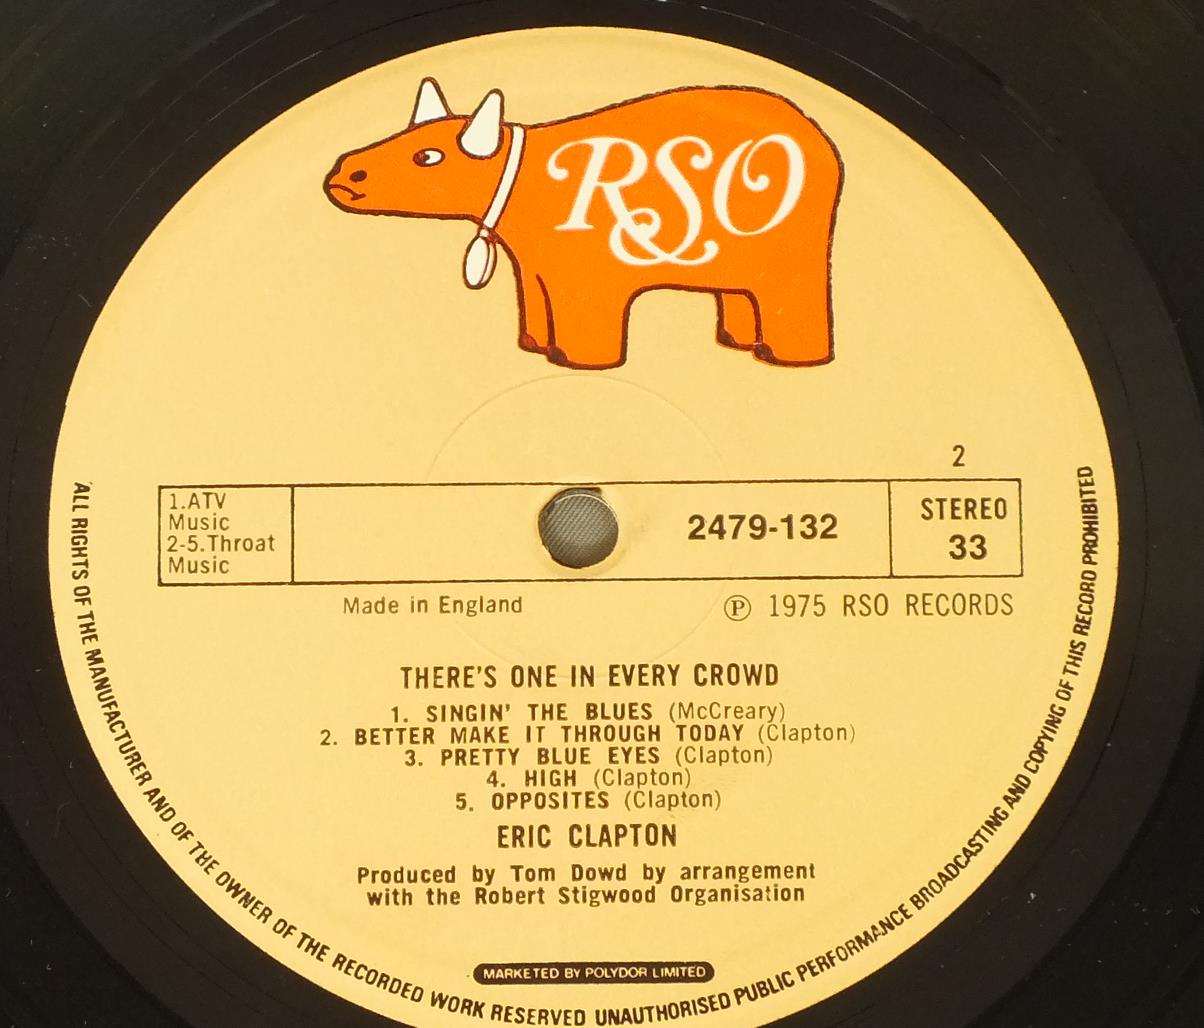 RSO
2
1.ATV
Music
2-5.Throat
Music
2479-132
STEREO
33
Made in England
℗ 1975 RSO RECORDS
THERE'S ONE IN EVERY CROWD
1. SINGIN' THE BLUES (McCreary)
2. BETTER MAKE IT THROUGH TODAY (Clapton)
3. PRETTY BLUE EYES (Clapton)
4. HIGH (Clapton)
5. OPPOSITES (Clapton)
ERIC CLAPTON
Produced by Tom Dowd by arrangement
with the Robert Stigwood Organisation
MARKETED BY POLYDOR LIMITED
ALL RIGHTS OF THE MANUFACTURER AND OF THE OWNER OF THE RECORDED WORK RESERVED UNAUTHORISED PUBLIC PERFORMANCE BROADCASTING AND COPYING OF THIS RECORD PROHIBITED